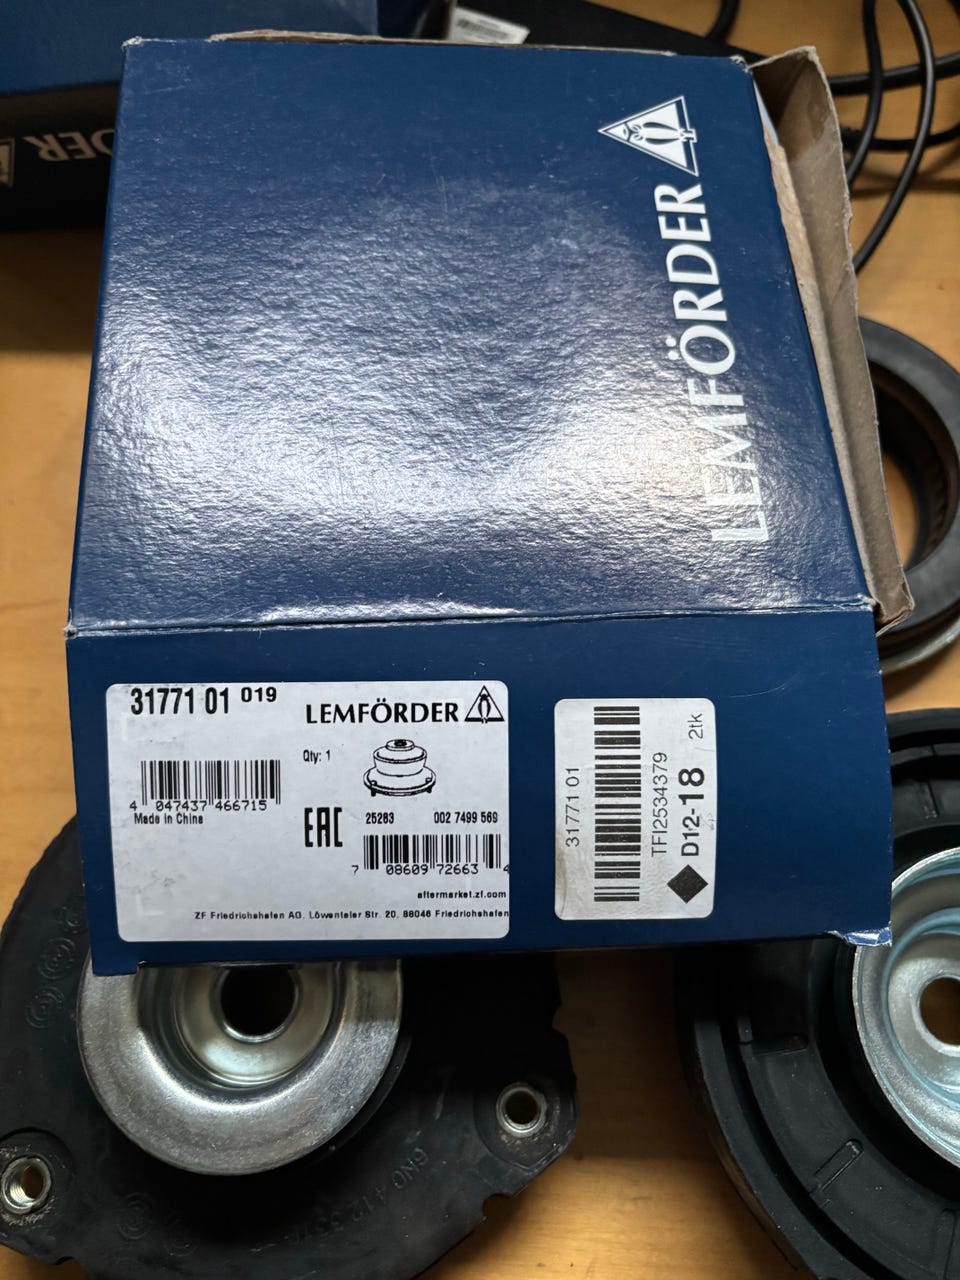 LEMFÖRDER
31771 01 019
LEMFÖRDER
Qty: 1
4 047437 466715
Made in China
EAC
25283 002 7499 569
7 08609 72663 4
aftermarket.zf.com
ZF Friedrichshafen AG, Löwentaler Str. 20, 88046 Friedrichshafen
31771 01
TFI2534379
D12-18
2tk